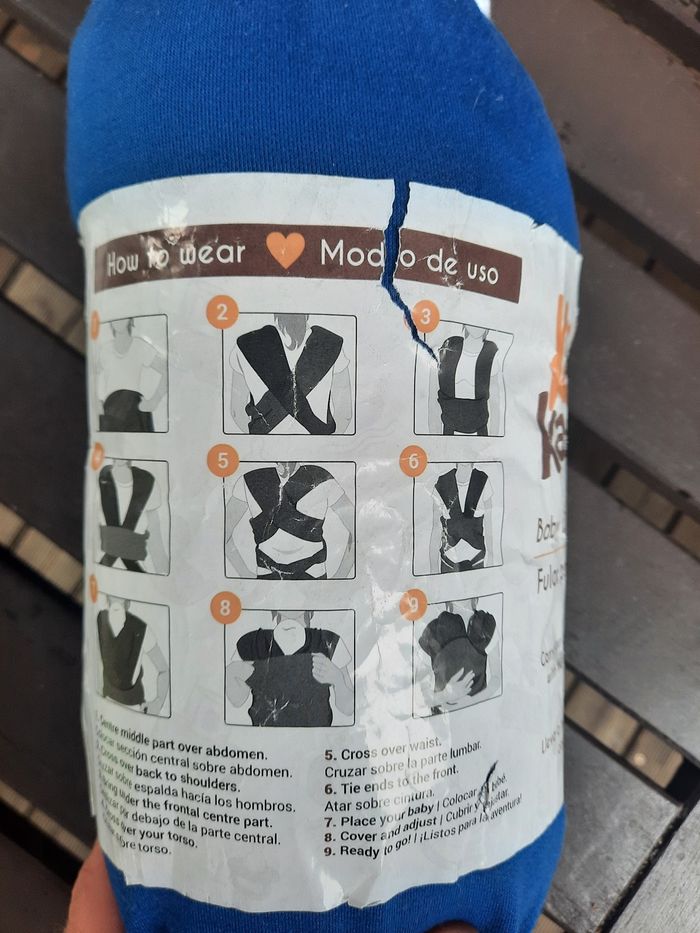 How to wear Modo de uso
2
3
5
6
8
9
Centre middle part over abdomen.
sección central sobre abdomen.
Cross over back to shoulders.
sobre espalda hacía los hombros.
under the frontal centre part.
por debajo de la parte central.
over your torso.
sobre torso.
5. Cross over waist.
Cruzar sobre la parte lumbar.
6. Tie ends to the front.
Atar sobre cintura.
7. Place your baby | Colocar bebé.
8. Cover and adjust | Cubrir y ajustar.
9. Ready to go! | ¡Listos para la aventura!
Baby
Fular